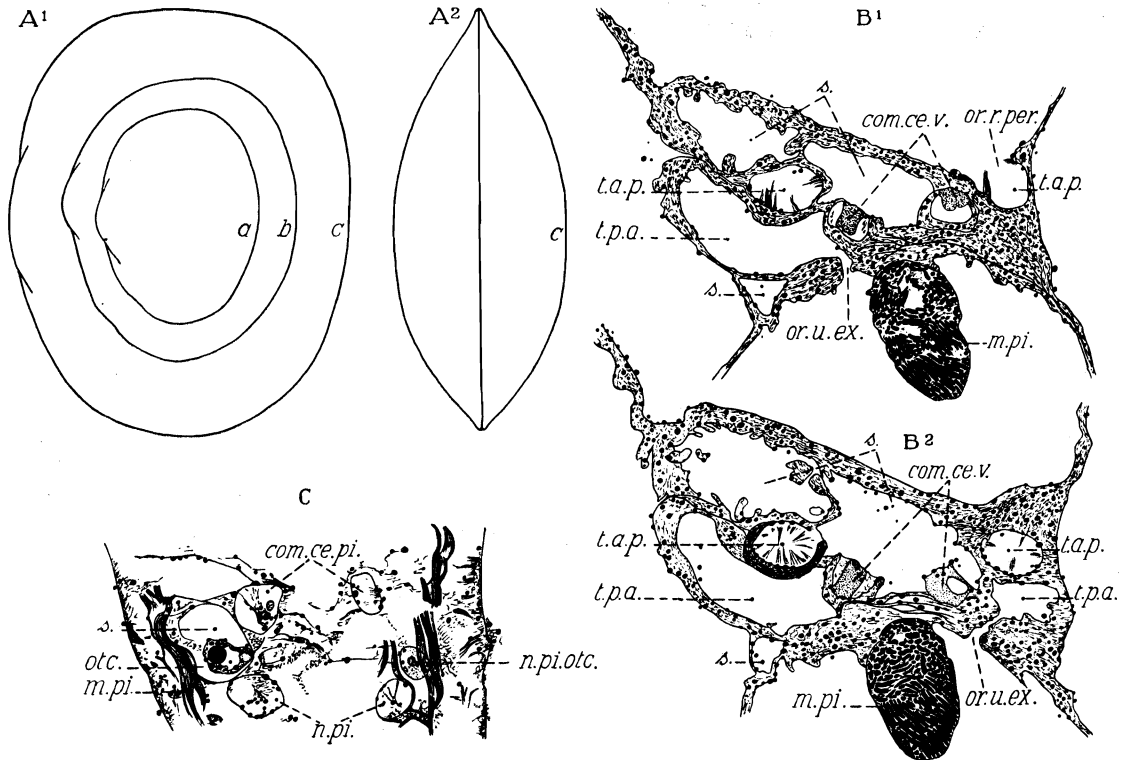 A¹
A²
a
b
c
c
B¹
s.
com.ce.v.
or.r.per.
t.a.p.
t.a.p.
t.p.a.
s.
or.u.ex.
m.pi.
B²
s.
com.ce.v.
t.a.p.
t.a.p.
t.p.a.
t.p.a.
s.
m.pi.
or.u.ex.
C
com.ce.pi.
s.
otc.
n.pi.otc.
m.pi.
n.pi.